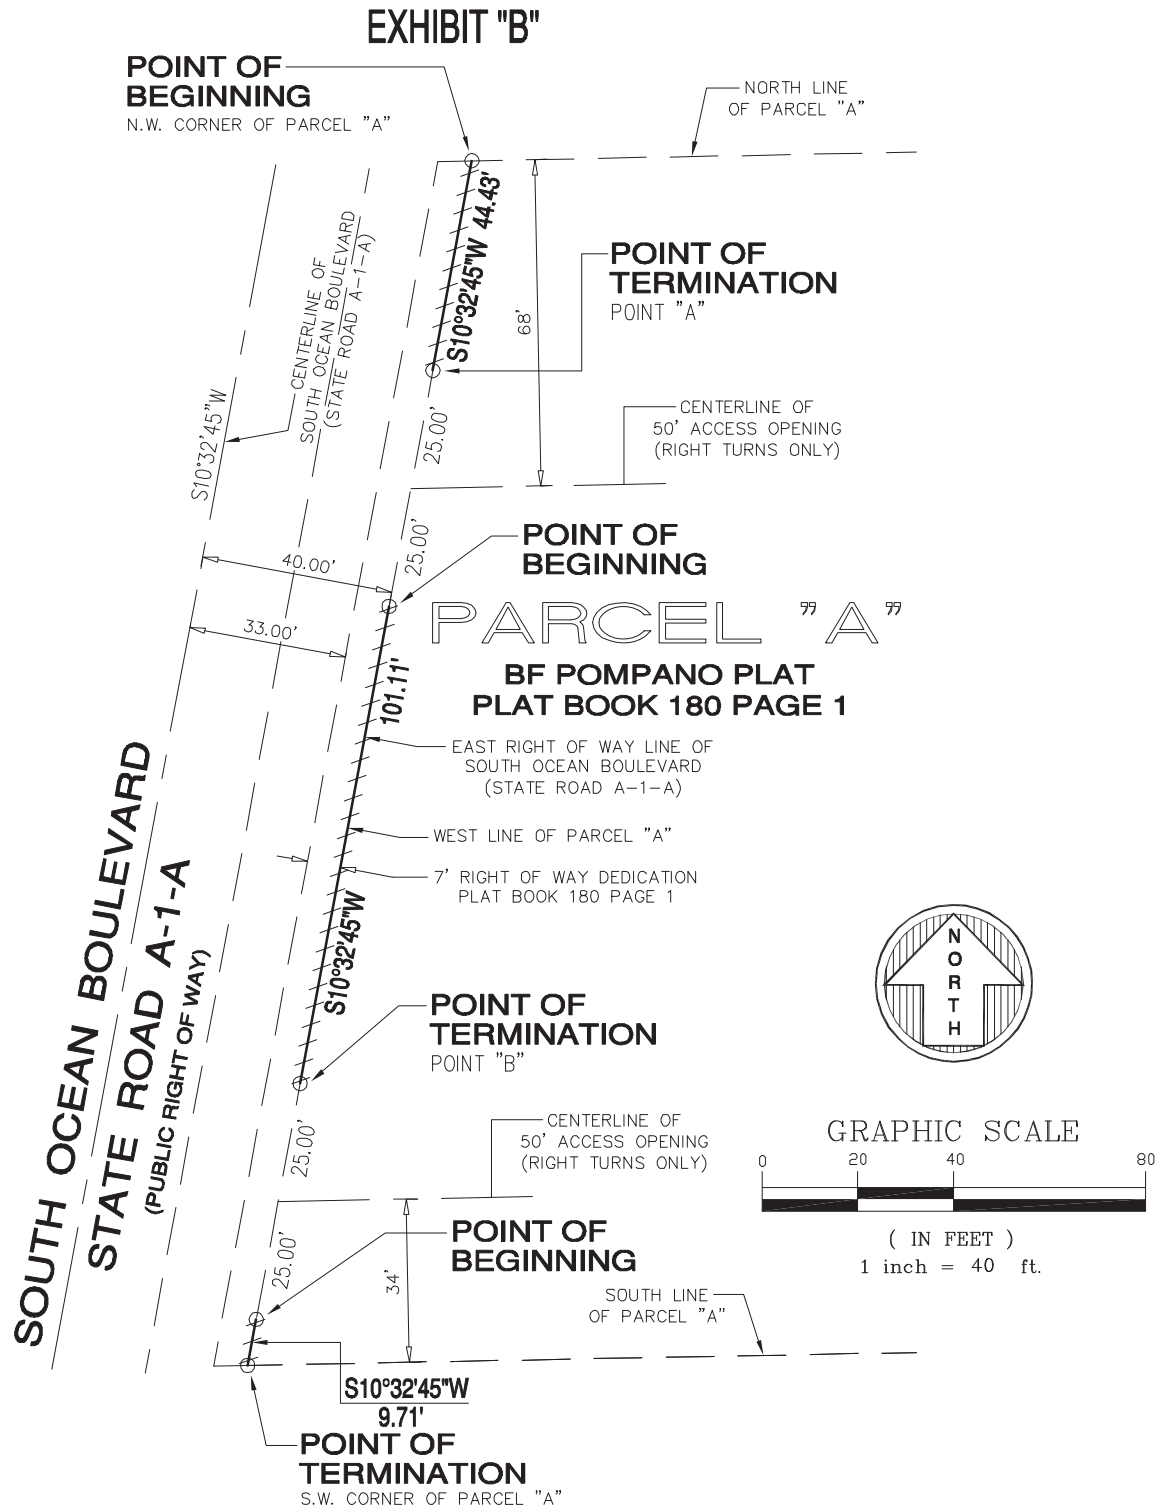 EXHIBIT "B"
POINT OF
BEGINNING
N.W. CORNER OF PARCEL "A"
NORTH LINE
OF PARCEL "A"
S10°32'45"W 44.43'
POINT OF
TERMINATION
POINT "A"
68'
CENTERLINE OF
SOUTH OCEAN BOULEVARD
(STATE ROAD A-1-A)
S10°32'45"W
25.00'
CENTERLINE OF
50' ACCESS OPENING
(RIGHT TURNS ONLY)
25.00'
POINT OF
BEGINNING
40.00'
33.00'
PARCEL "A"
BF POMPANO PLAT
PLAT BOOK 180 PAGE 1
101.11'
EAST RIGHT OF WAY LINE OF
SOUTH OCEAN BOULEVARD
(STATE ROAD A-1-A)
WEST LINE OF PARCEL "A"
7' RIGHT OF WAY DEDICATION
PLAT BOOK 180 PAGE 1
S10°32'45"W
SOUTH OCEAN BOULEVARD
STATE ROAD A-1-A
(PUBLIC RIGHT OF WAY)
NORTH
POINT OF
TERMINATION
POINT "B"
25.00'
CENTERLINE OF
50' ACCESS OPENING
(RIGHT TURNS ONLY)
GRAPHIC SCALE
0 20 40 80
( IN FEET )
1 inch = 40 ft.
25.00'
POINT OF
BEGINNING
34'
SOUTH LINE
OF PARCEL "A"
S10°32'45"W
9.71'
POINT OF
TERMINATION
S.W. CORNER OF PARCEL "A"